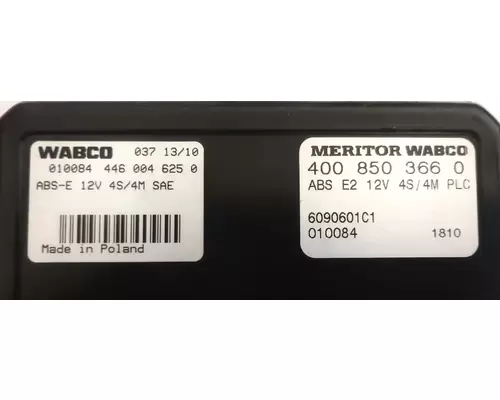 WABCO 037 13/10
010084 446 004 625 0
ABS-E 12V 4S/4M SAE
Made in Poland
MERITOR WABCO
400 850 366 0
ABS E2 12V 4S/4M PLC
6090601C1
010084 1810